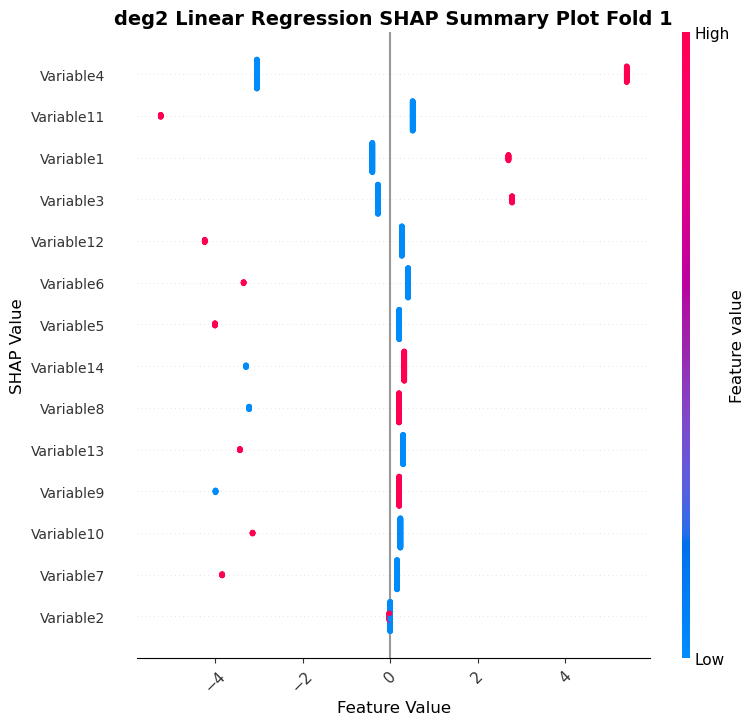 deg2 Linear Regression SHAP Summary Plot Fold 1
High
Variable4
Variable11
Variable1
Variable3
Variable12
Variable6
Variable5
Variable14
Variable8
Variable13
Variable9
Variable10
Variable7
Variable2
SHAP Value
Feature value
Low
−4
−2
0
2
4
Feature Value